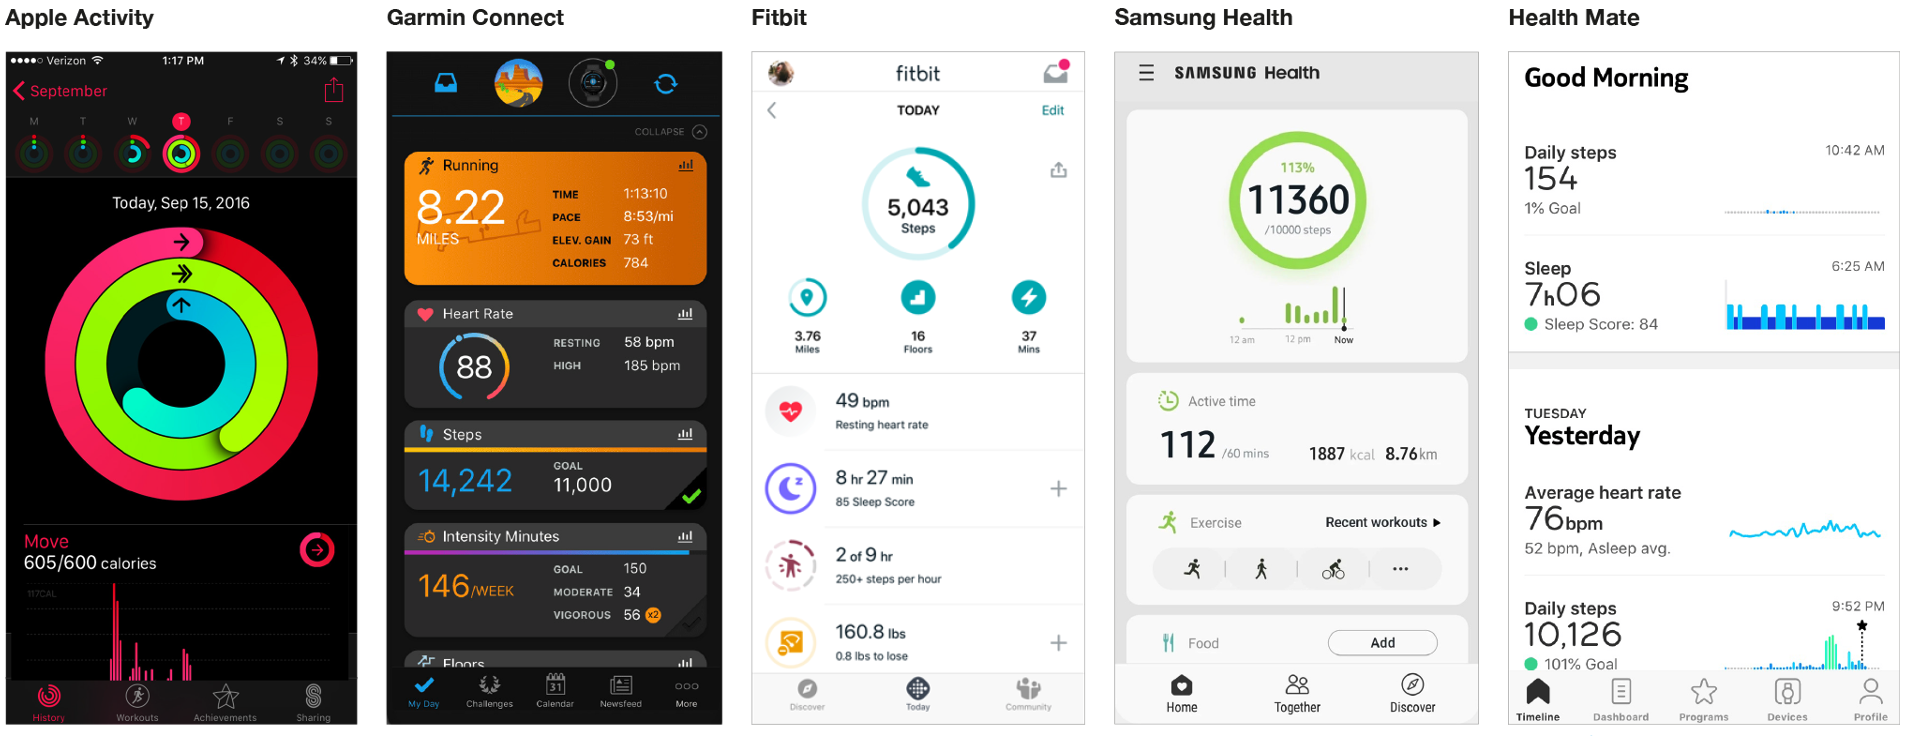 Apple Activity
Verizon
1:17 PM
34%
September
M T W T F S S
Today, Sep 15, 2016
Move
605/600 calories
117CAL
History
Workouts
Achievements
Sharing
Garmin Connect
COLLAPSE
Running
8.22
MILES
TIME 1:13:10
PACE 8:53/mi
ELEV. GAIN 73 ft
CALORIES 784
Heart Rate
88
RESTING 58 bpm
HIGH 185 bpm
Steps
14,242
GOAL
11,000
Intensity Minutes
146/WEEK
GOAL 150
MODERATE 34
VIGOROUS 56 x2
Floors
My Day
Challenges
31
Calendar
Newsfeed
More
Fitbit
fitbit
TODAY
Edit
5,043
Steps
3.76
Miles
16
Floors
37
Mins
49 bpm
Resting heart rate
8 hr 27 min
85 Sleep Score
2 of 9 hr
250+ steps per hour
160.8 lbs
0.8 lbs to lose
Discover
Today
Community
Samsung Health
SAMSUNG Health
113%
11360
/10000 steps
12 am
12 pm
Now
Active time
112 /60 mins
1887 kcal 8.76 km
Exercise
Recent workouts
Food
Add
Home
Together
Discover
Health Mate
Good Morning
Daily steps
10:42 AM
154
1% Goal
Sleep
6:25 AM
7h06
Sleep Score: 84
TUESDAY
Yesterday
Average heart rate
76bpm
52 bpm, Asleep avg.
Daily steps
9:52 PM
10,126
101% Goal
Timeline
Dashboard
Programs
Devices
Profile